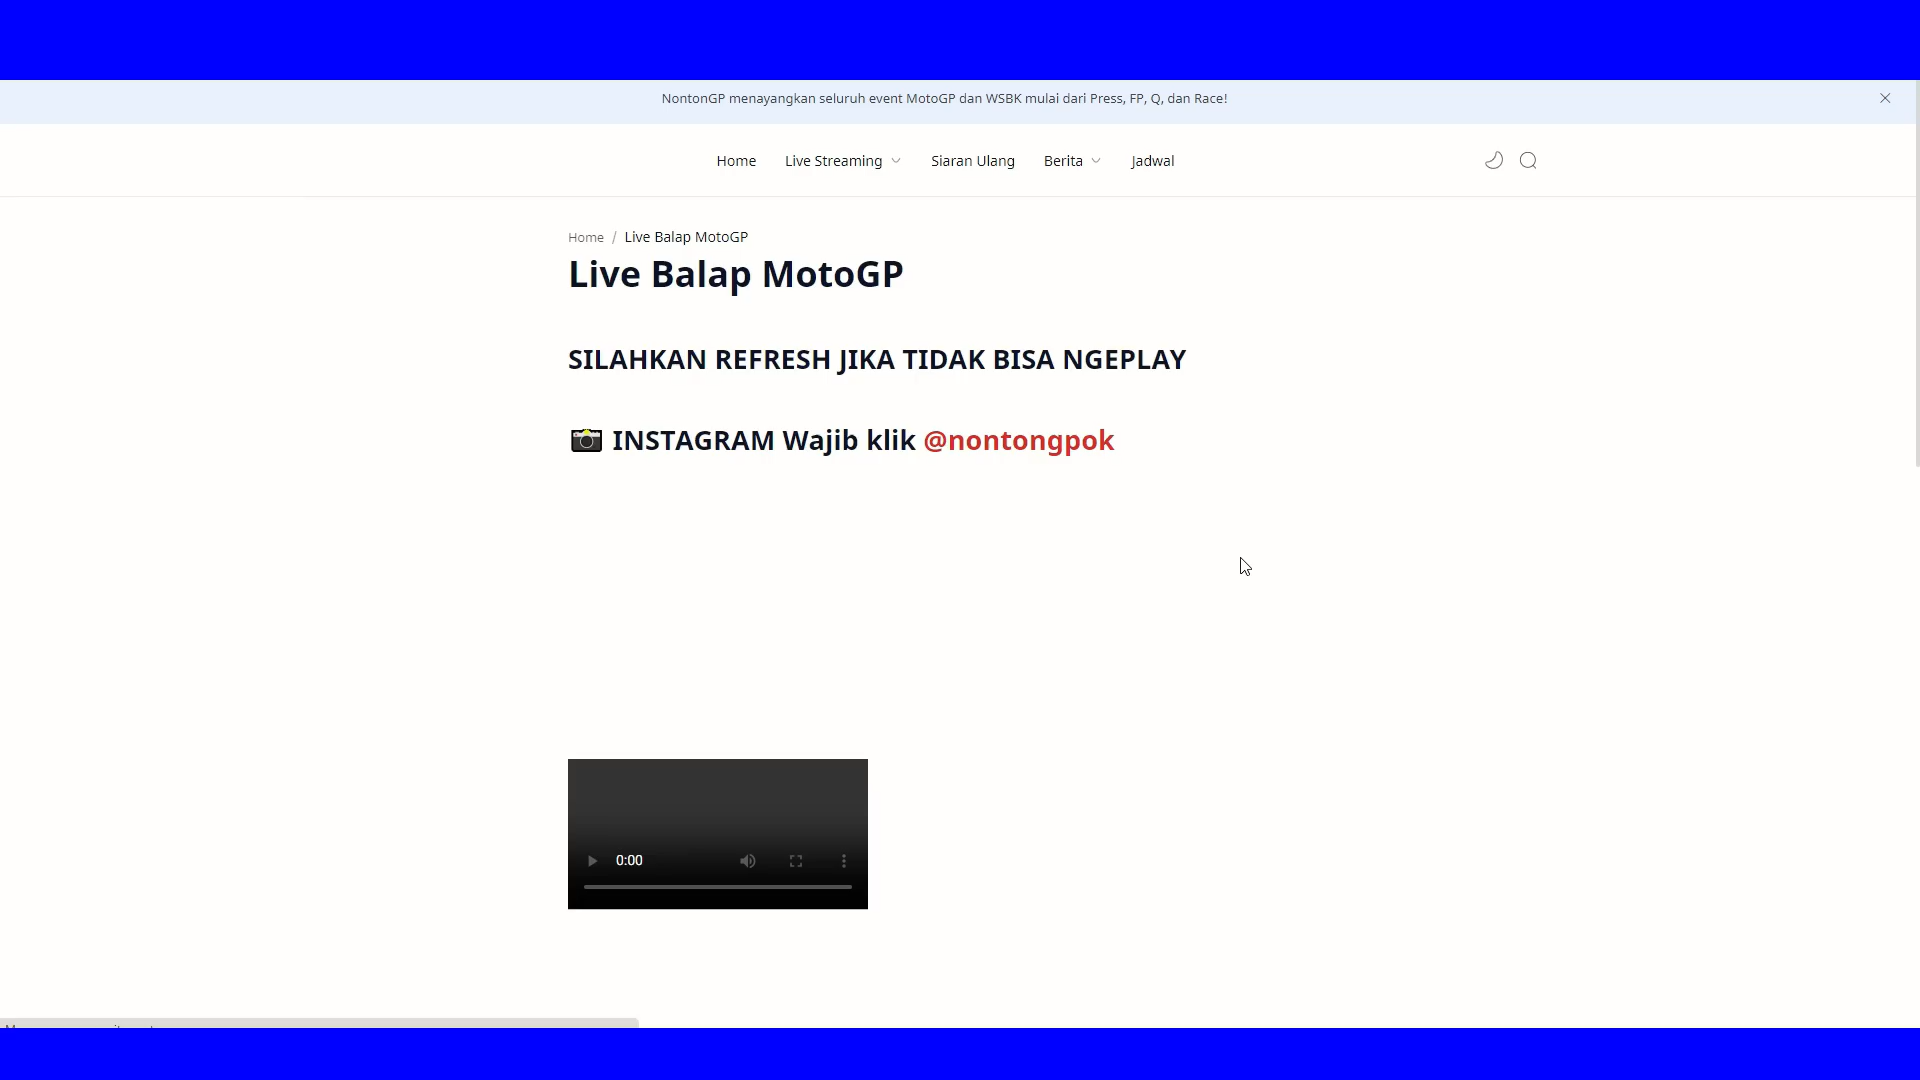 NontonGP menayangkan seluruh event MotoGP dan WSBK mulai dari Press, FP, Q, dan Race!
Home Live Streaming Siaran Ulang Berita Jadwal
Home / Live Balap MotoGP
Live Balap MotoGP
SILAHKAN REFRESH JIKA TIDAK BISA NGEPLAY
INSTAGRAM Wajib klik @nontongpok
0:00